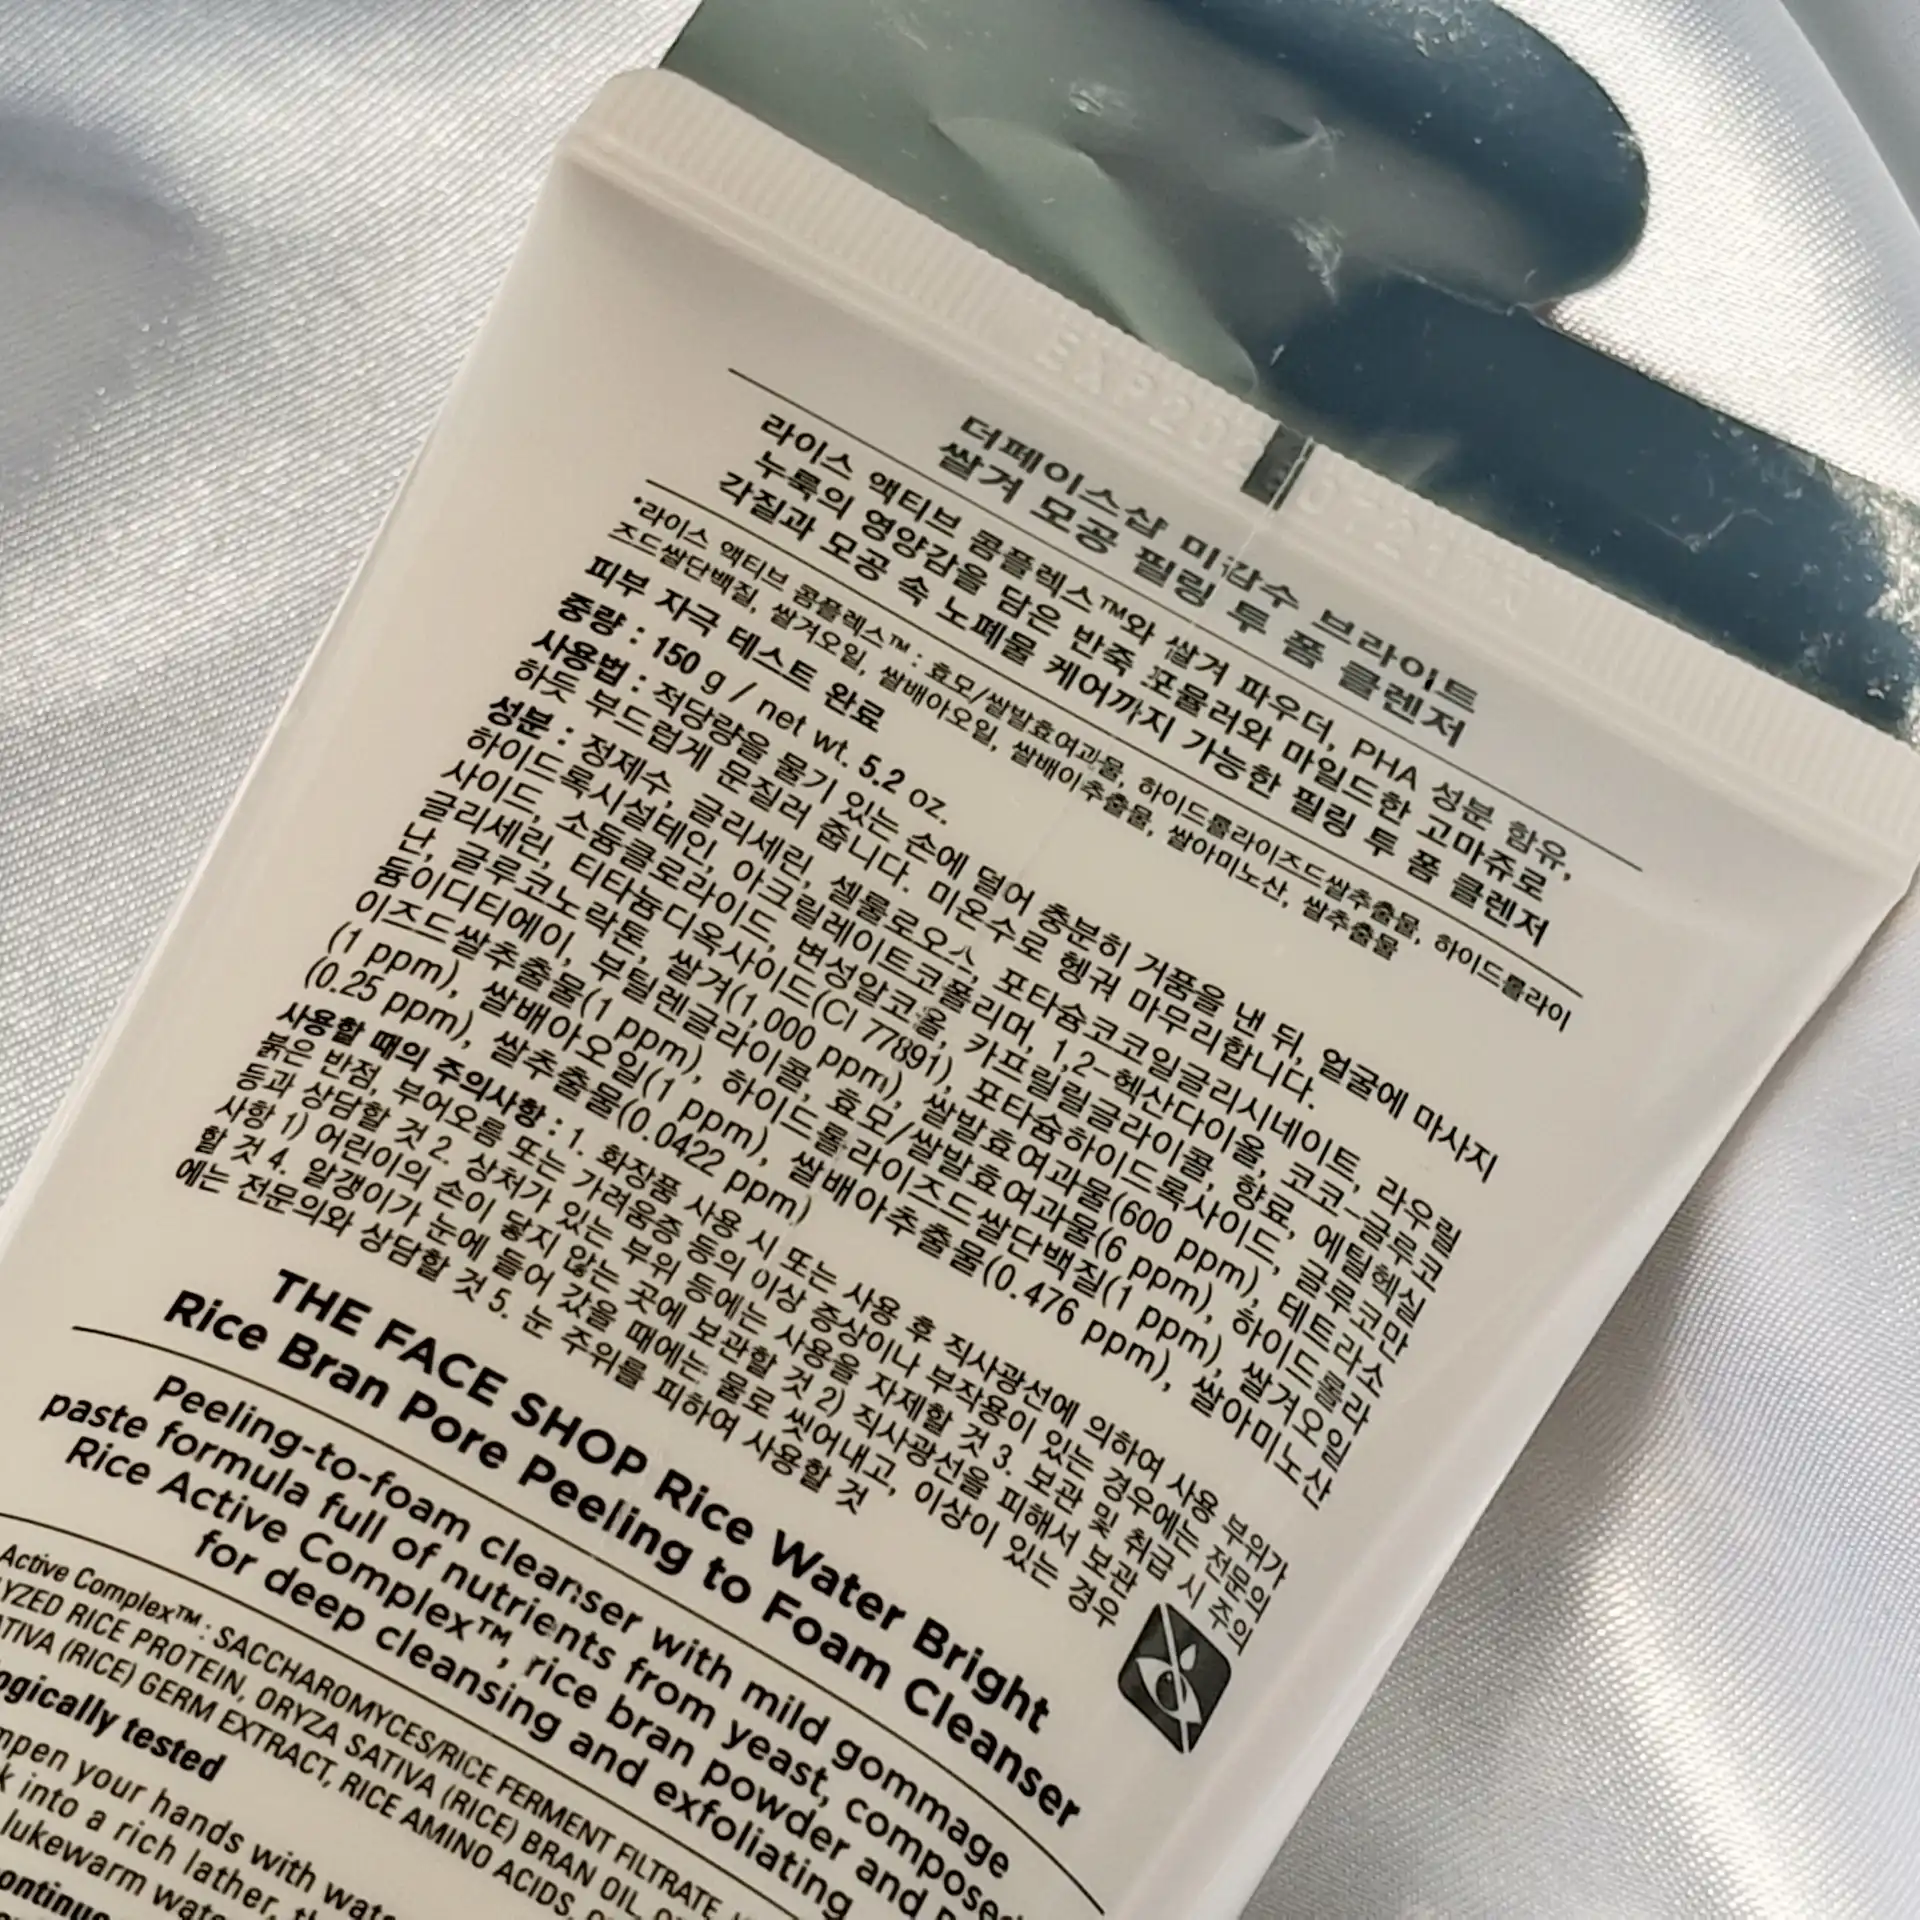 더페이스샵 미감수 브라이트
쌀겨 모공 필링 투 폼 클렌저
라이스 액티브 콤플렉스™와 쌀겨 파우더, PHA 성분 함유,
누룩의 영양감을 담은 반죽 포뮬러와 마일드한 고마쥬로
각질과 모공 속 노폐물 케어까지 가능한 필링 투 폼 클렌저
*라이스 액티브 콤플렉스™ : 효모/쌀발효여과물, 하이드롤라이즈드쌀추출물, 하이드롤라이
즈드쌀단백질, 쌀겨오일, 쌀배아오일, 쌀배아추출물, 쌀아미노산, 쌀추출물
피부 자극 테스트 완료
중량 : 150 g / net wt. 5.2 oz.
사용법 : 적당량을 물기 있는 손에 덜어 충분히 거품을 낸 뒤, 얼굴에 마사지
하듯 부드럽게 문질러 줍니다. 미온수로 헹궈 마무리합니다.
성분 : 정제수, 글리세린, 셀룰로오스, 포타슘코코일글리시네이트, 라우릴
하이드록시설테인, 아크릴레이트코폴리머, 1,2-헥산다이올, 코코-글루코
사이드, 소듐클로라이드, 변성알코올, 카프릴릴글라이콜, 향료, 에틸헥실
글리세린, 티타늄디옥사이드(CI 77891), 포타슘하이드록사이드, 글루코만
난, 글루코노락톤, 쌀겨(1,000 ppm), 쌀발효여과물(600 ppm), 테트라소
듐이디티에이, 부틸렌글라이콜, 효모/쌀발효여과물(6 ppm), 하이드롤라
이즈드쌀추출물(1 ppm), 하이드롤라이즈드쌀단백질(1 ppm), 쌀겨오일
(1 ppm), 쌀배아오일(1 ppm), 쌀배아추출물(0.476 ppm), 쌀아미노산
(0.25 ppm), 쌀추출물(0.0422 ppm)
사용할 때의 주의사항 : 1. 화장품 사용 시 또는 사용 후 직사광선에 의하여 사용 부위가
붉은 반점, 부어오름 또는 가려움증 등의 이상 증상이나 부작용이 있는 경우에는 전문의
등과 상담할 것 2. 상처가 있는 부위 등에는 사용을 자제할 것 3. 보관 및 취급 시 주의
사항 1) 어린이의 손이 닿지 않는 곳에 보관할 것 2) 직사광선을 피해서 보관
할 것 4. 알갱이가 눈에 들어 갔을 때에는 물로 씻어내고, 이상이 있는 경우
에는 전문의와 상담할 것 5. 눈 주위를 피하여 사용할 것
THE FACE SHOP Rice Water Bright
Rice Bran Pore Peeling to Foam Cleanser
Peeling-to-foam cleanser with mild gommage
paste formula full of nutrients from yeast, composed
Rice Active Complex™, rice bran powder and
for deep cleansing and exfoliating
Active Complex™ : SACCHAROMYCES/RICE FERMENT FILTRATE,
RICE PROTEIN, ORYZA SATIVA (RICE) BRAN OIL,
(RICE) GERM EXTRACT, RICE AMINO ACIDS,
tested
your hands with
into a rich lather,
lukewarm